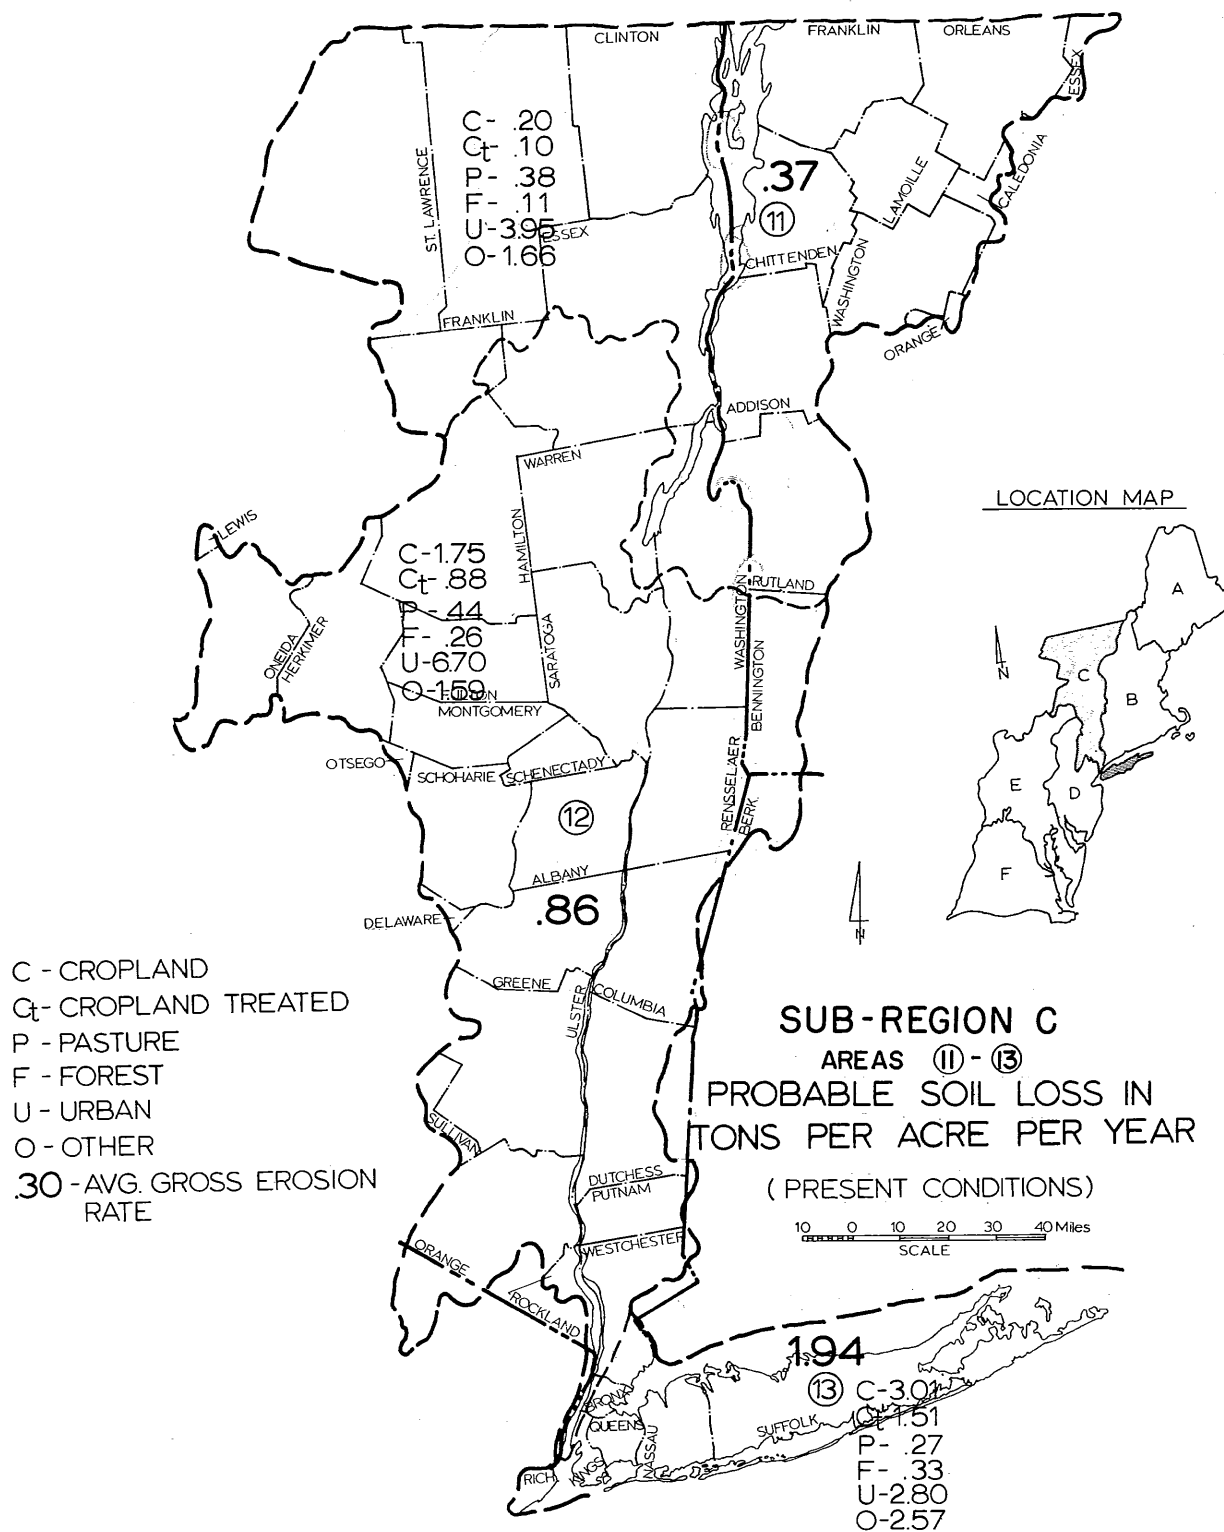 CLINTON
FRANKLIN
ORLEANS
ESSEX
C- .20
Ct- .10
P- .38
F- .11
U-3.95
O-1.66
ST. LAWRENCE
ESSEX
.37
11
LAMOILLE
CALEDONIA
CHITTENDEN
WASHINGTON
ORANGE
FRANKLIN
ADDISON
WARREN
LOCATION MAP
A
B
C
D
E
F
N
LEWIS
HAMILTON
C-1.75
Ct- .88
P- .44
F- .26
U-6.70
O-1.59
ONEIDA
HERKIMER
RUTLAND
WASHINGTON
SARATOGA
BENNINGTON
FULTON
MONTGOMERY
OTSEGO
SCHOHARIE
SCHENECTADY
RENSSELAER
BERK.
12
ALBANY
.86
DELAWARE
N
GREENE
ULSTER
COLUMBIA
C - CROPLAND
Ct- CROPLAND TREATED
P - PASTURE
F - FOREST
U - URBAN
O - OTHER
.30 - AVG. GROSS EROSION
RATE
SUB-REGION C
AREAS 11 - 13
PROBABLE SOIL LOSS IN
TONS PER ACRE PER YEAR
(PRESENT CONDITIONS)
10 0 10 20 30 40 Miles
SCALE
SULLIVAN
DUTCHESS
PUTNAM
WESTCHESTER
ORANGE
ROCKLAND
1.94
13
C-3.01
Ct-1.51
P- .27
F- .33
U-2.80
O-2.57
BRONX
QUEENS
NASSAU
SUFFOLK
KINGS
RICH.